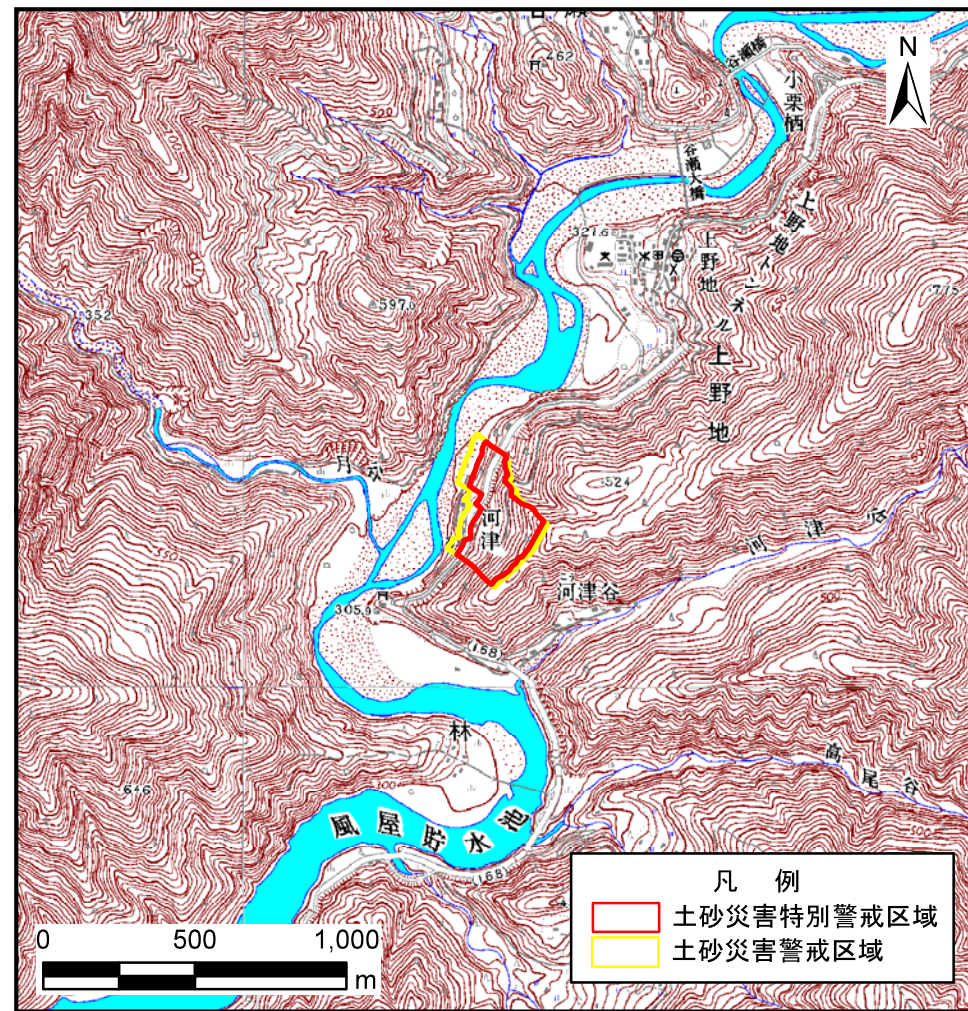 462
谷瀬橋
N
小栗栖
500
谷瀬大橋
上野地トンネル
321.6
上野地
775
597.0
352
上野地
月谷
524
河津
河津谷
550
河津谷
305.9
500
(168)
林
高尾谷
646
風屋貯水池
500
(168)
凡 例
土砂災害特別警戒区域
土砂災害警戒区域
0 500 1,000
m